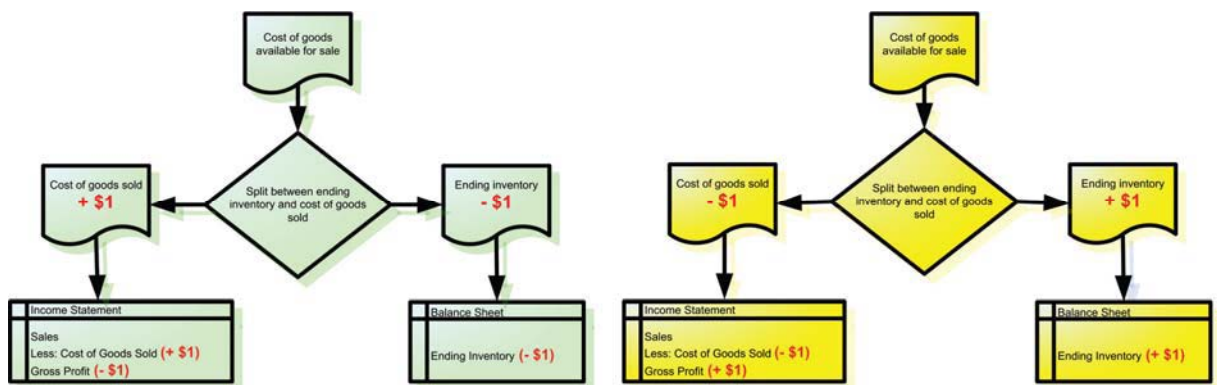 Cost of goods
available for sale
Split between ending
inventory and cost of goods
sold
Cost of goods sold
+ $1
Ending inventory
- $1
Income Statement
Sales
Less: Cost of Goods Sold (+ $1)
Gross Profit (- $1)
Balance Sheet
Ending Inventory (- $1)
Cost of goods
available for sale
Split between ending
inventory and cost of goods
sold
Cost of goods sold
- $1
Ending inventory
+ $1
Income Statement
Sales
Less: Cost of Goods Sold (- $1)
Gross Profit (+ $1)
Balance Sheet
Ending Inventory (+ $1)